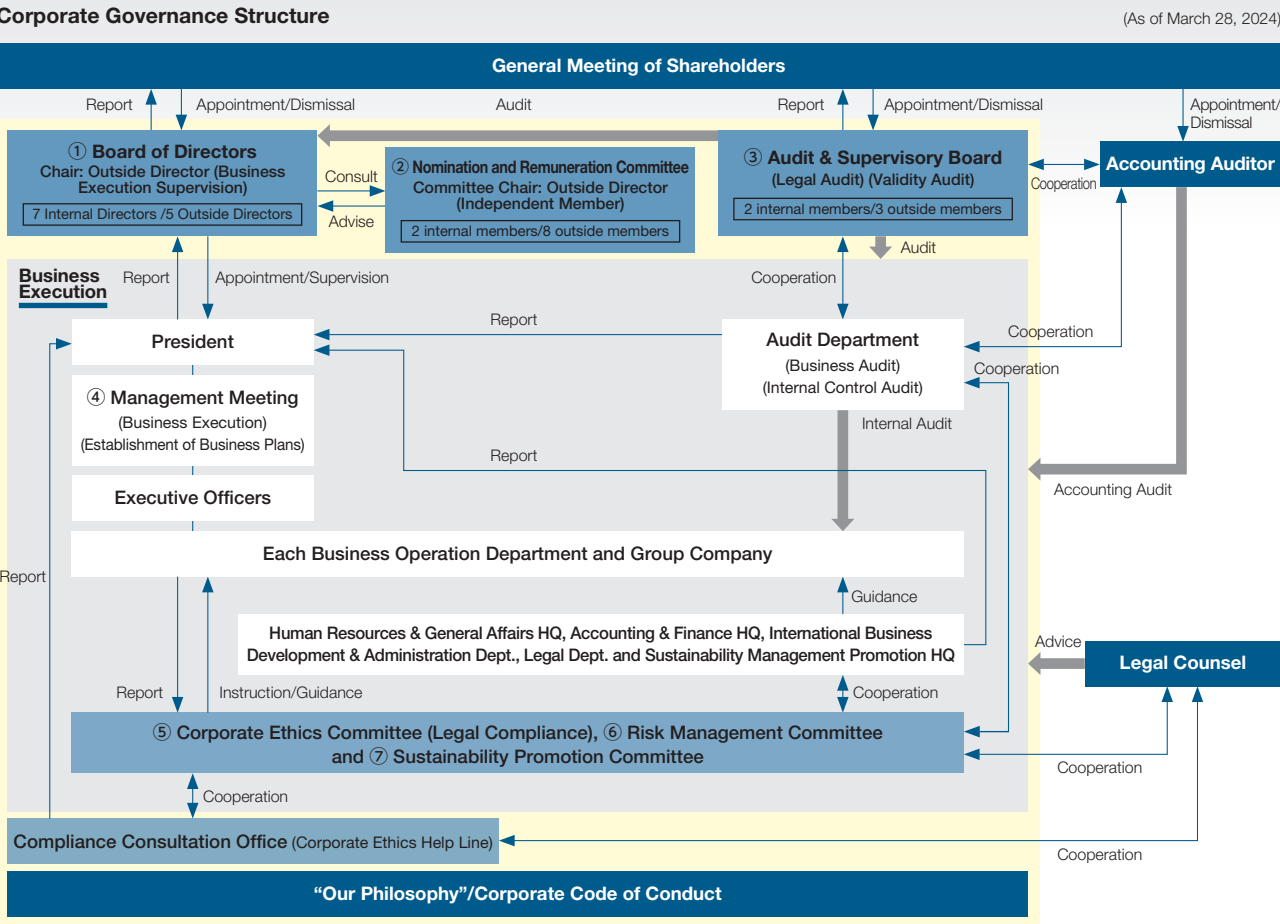 Corporate Governance Structure
(As of March 28, 2024)
General Meeting of Shareholders
Report
Appointment/Dismissal
Audit
Report
Appointment/Dismissal
Appointment/
Dismissal
① Board of Directors
Chair: Outside Director (Business
Execution Supervision)
7 Internal Directors /5 Outside Directors
Consult
Advise
② Nomination and Remuneration Committee
Committee Chair: Outside Director
(Independent Member)
2 internal members/8 outside members
③ Audit & Supervisory Board
(Legal Audit) (Validity Audit)
2 internal members/3 outside members
Cooperation
Accounting Auditor
Audit
Business
Execution
Report
Appointment/Supervision
Cooperation
President
Report
Audit Department
(Business Audit)
(Internal Control Audit)
Cooperation
Cooperation
④ Management Meeting
(Business Execution)
(Establishment of Business Plans)
Internal Audit
Report
Accounting Audit
Executive Officers
Each Business Operation Department and Group Company
Report
Guidance
Human Resources & General Affairs HQ, Accounting & Finance HQ, International Business
Development & Administration Dept., Legal Dept. and Sustainability Management Promotion HQ
Advice
Legal Counsel
Report
Instruction/Guidance
Cooperation
⑤ Corporate Ethics Committee (Legal Compliance), ⑥ Risk Management Committee
and ⑦ Sustainability Promotion Committee
Cooperation
Cooperation
Compliance Consultation Office (Corporate Ethics Help Line)
Cooperation
“Our Philosophy”/Corporate Code of Conduct